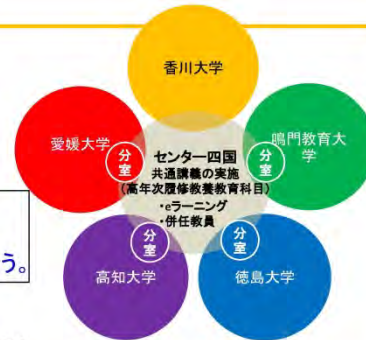 香川大学
愛媛大学
分室
センター四国
共通講義の実施
(高年次履修教養教育科目)
・eラーニング
・併任教員
分室
鳴門教育大
学
う。
高知大学
分室
分室
徳島大学